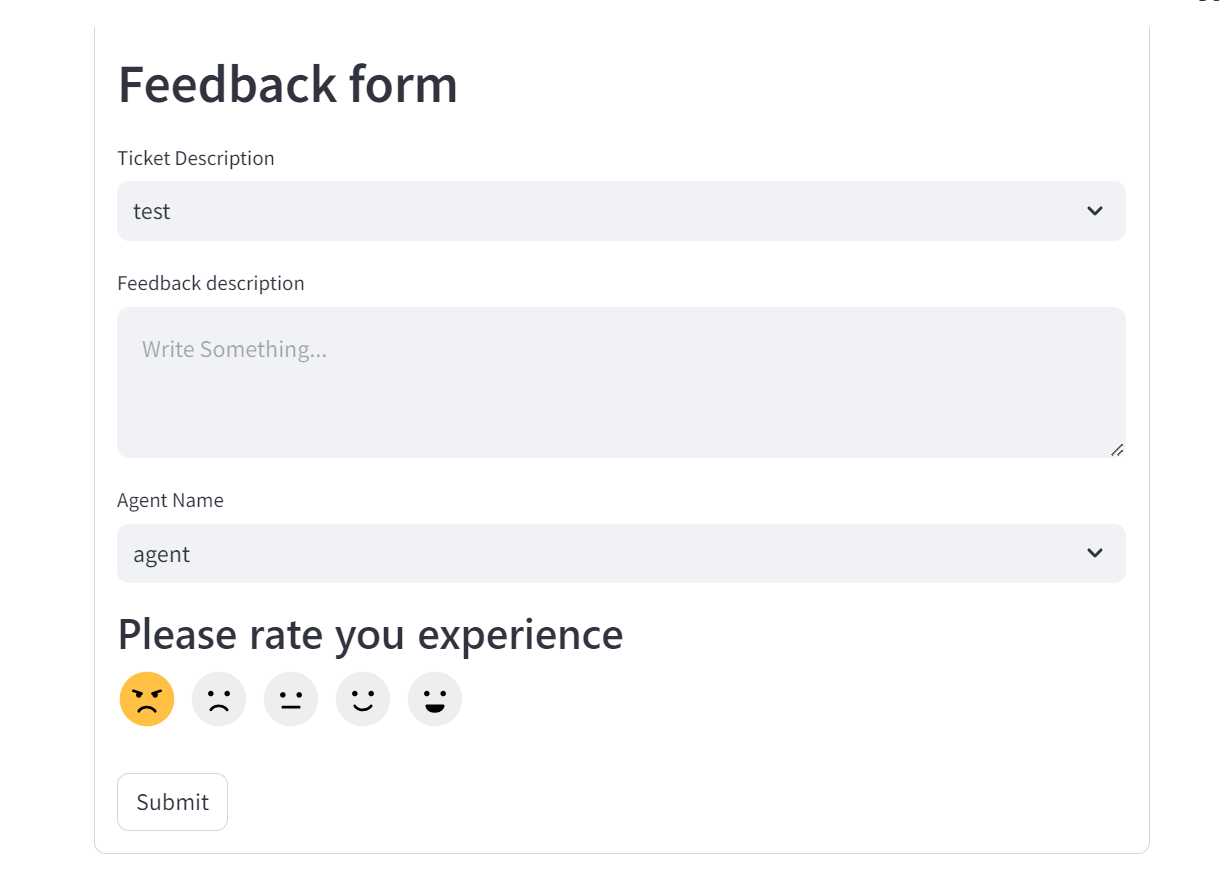 Feedback form
Ticket Description
test
Feedback description
Write Something...
Agent Name
agent
Please rate you experience
Submit